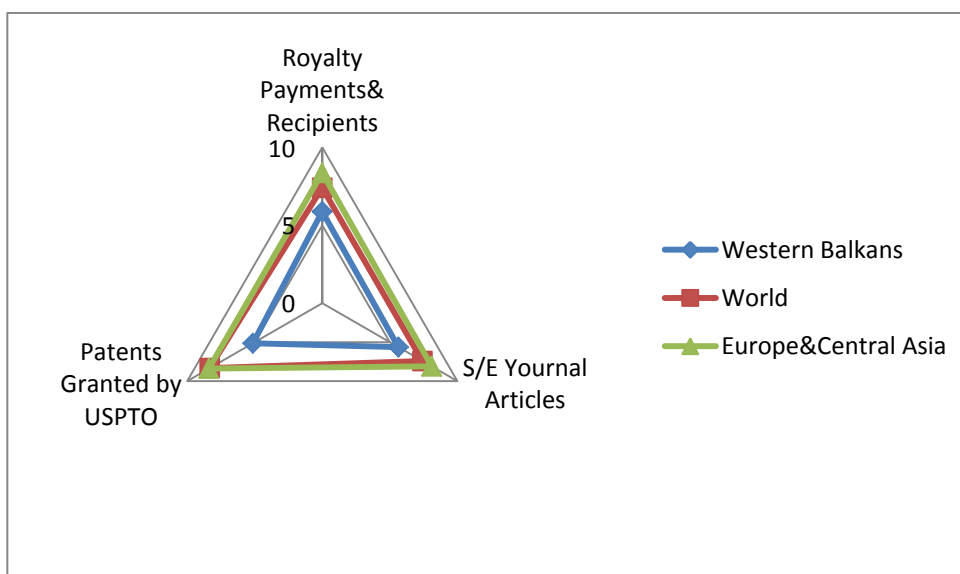 Royalty
Payments&
Recipients
10
5
0
Patents
Granted by
USPTO
S/E Yournal
Articles
Western Balkans
World
Europe&Central Asia